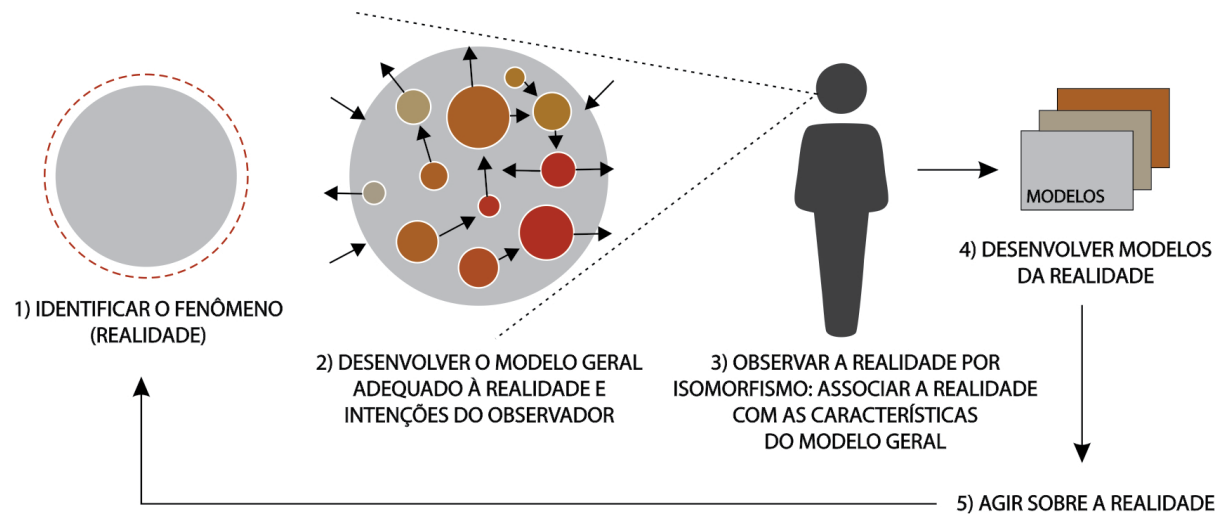 1) IDENTIFICAR O FENÔMENO
(REALIDADE)
2) DESENVOLVER O MODELO GERAL
ADEQUADO À REALIDADE E
INTENÇÕES DO OBSERVADOR
3) OBSERVAR A REALIDADE POR
ISOMORFISMO: ASSOCIAR A REALIDADE
COM AS CARACTERÍSTICAS
DO MODELO GERAL
MODELOS
4) DESENVOLVER MODELOS
DA REALIDADE
5) AGIR SOBRE A REALIDADE